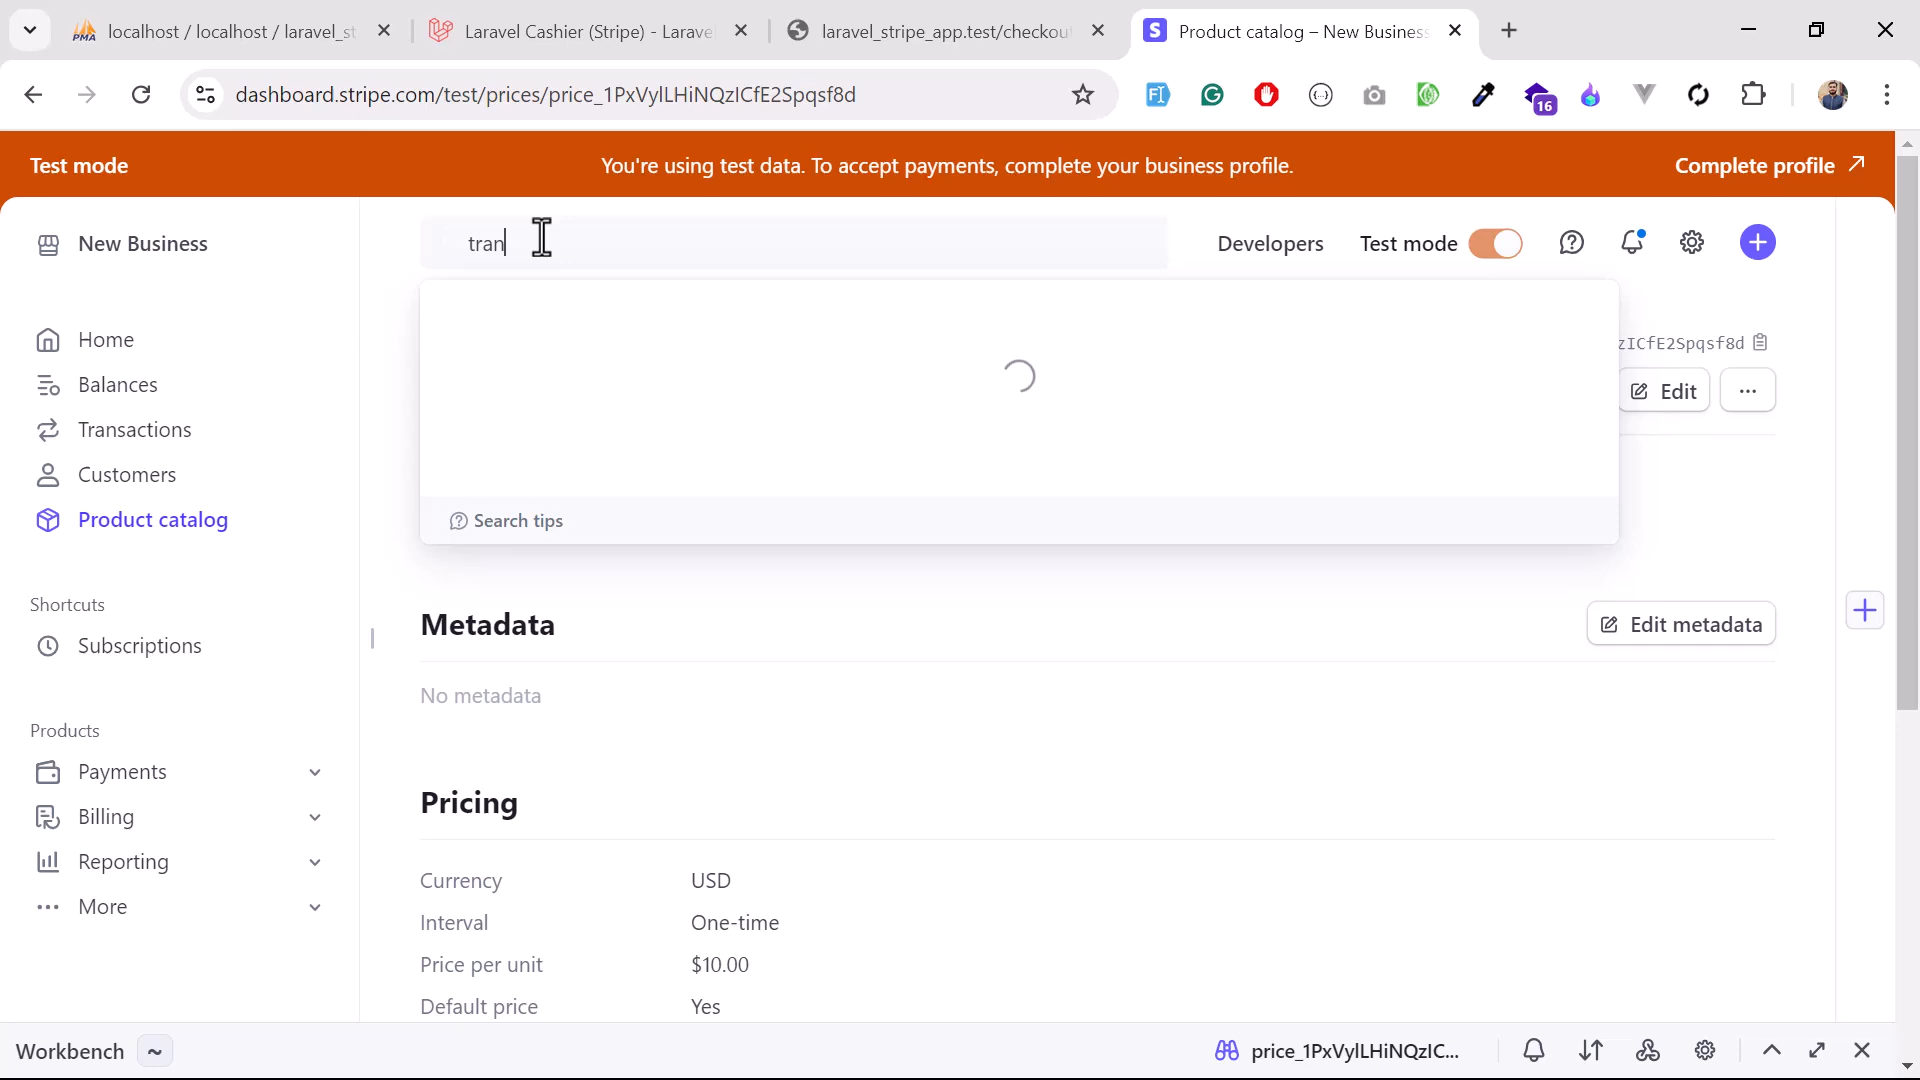 localhost / localhost / laravel_st
Laravel Cashier (Stripe) - Larave
laravel_stripe_app.test/checkou
Product catalog – New Business
dashboard.stripe.com/test/prices/price_1PxVylLHiNQzICfE2Spqsf8d
16
Test mode
You're using test data. To accept payments, complete your business profile.
Complete profile
New Business
tran
Developers
Test mode
Home
Balances
Transactions
Customers
Product catalog
Shortcuts
Subscriptions
Products
Payments
Billing
Reporting
More
zICfE2Spqsf8d
Edit
Search tips
Metadata
Edit metadata
No metadata
Pricing
Currency USD
Interval One-time
Price per unit $10.00
Default price Yes
Workbench ~
price_1PxVylLHiNQzIC...